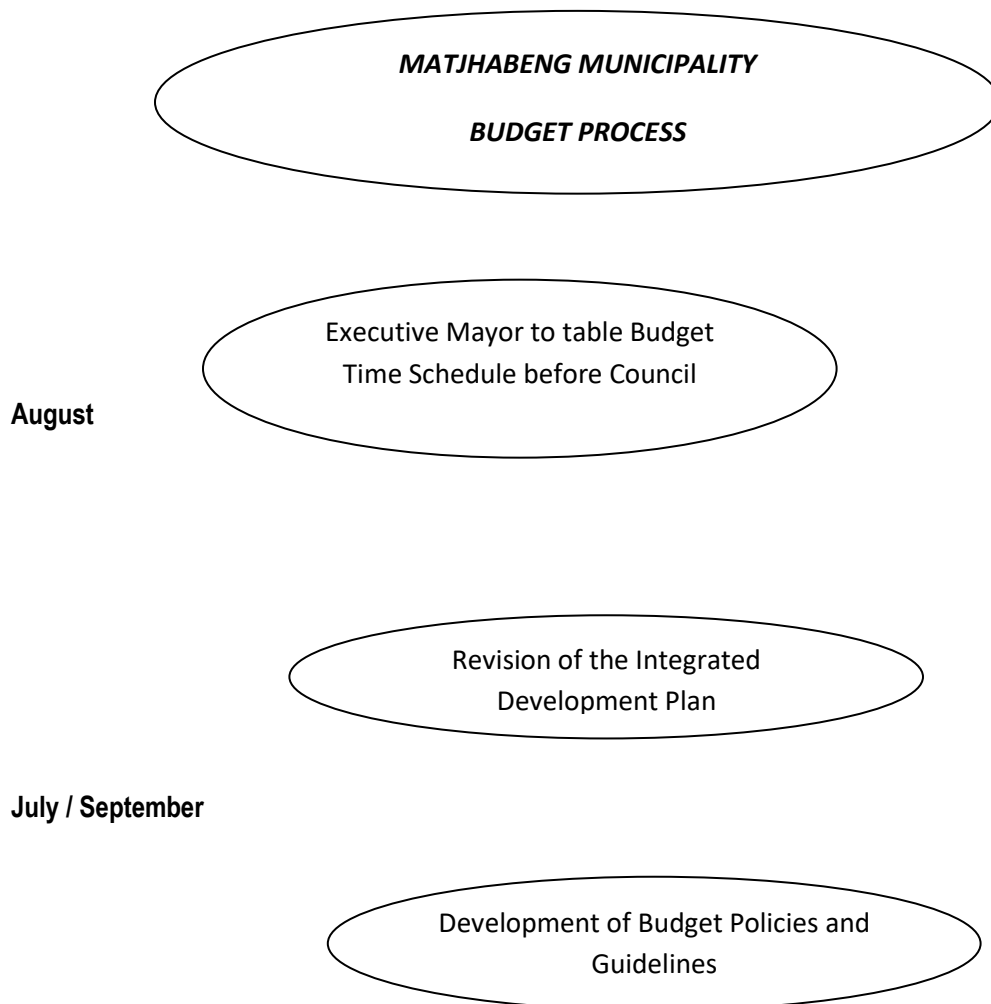 MATJHABENG MUNICIPALITY
BUDGET PROCESS
Executive Mayor to table Budget
Time Schedule before Council
August
Revision of the Integrated
Development Plan
July / September
Development of Budget Policies and
Guidelines